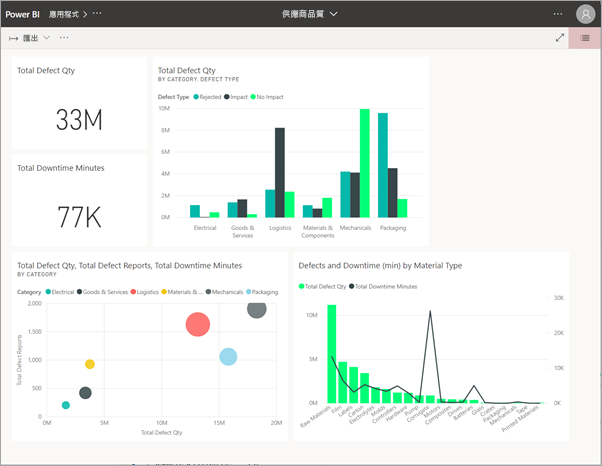 Power BI 應用程式 > ··· 供應商品質 ···
匯出 ···
Total Defect Qty
33M
Total Downtime Minutes
77K
Total Defect Qty
BY CATEGORY, DEFECT TYPE
Defect Type Rejected Impact No Impact
10M
8M
6M
4M
2M
0M
Electrical
Goods &
Services
Logistics
Materials &
Components
Mechanicals
Packaging
Total Defect Qty, Total Defect Reports, Total Downtime Minutes
BY CATEGORY
Category Electrical Goods & Services Logistics Materials & ... Mechanicals Packaging
Total Defect Reports
2,000
1,500
1,000
500
0
0M 5M 10M 15M 20M
Total Defect Qty
Defects and Downtime (min) by Material Type
Total Defect Qty Total Downtime Minutes
10M
5M
0M
30K
20K
10K
0K
Raw Materials
Film
Labels
Carton
Electrolytes
Molds
Controllers
Hardware
Pump
Corrugate
Motors
Composites
Drives
Batteries
Glass
Crates
Packaging
Mechanicals
Tape
Printed Materials